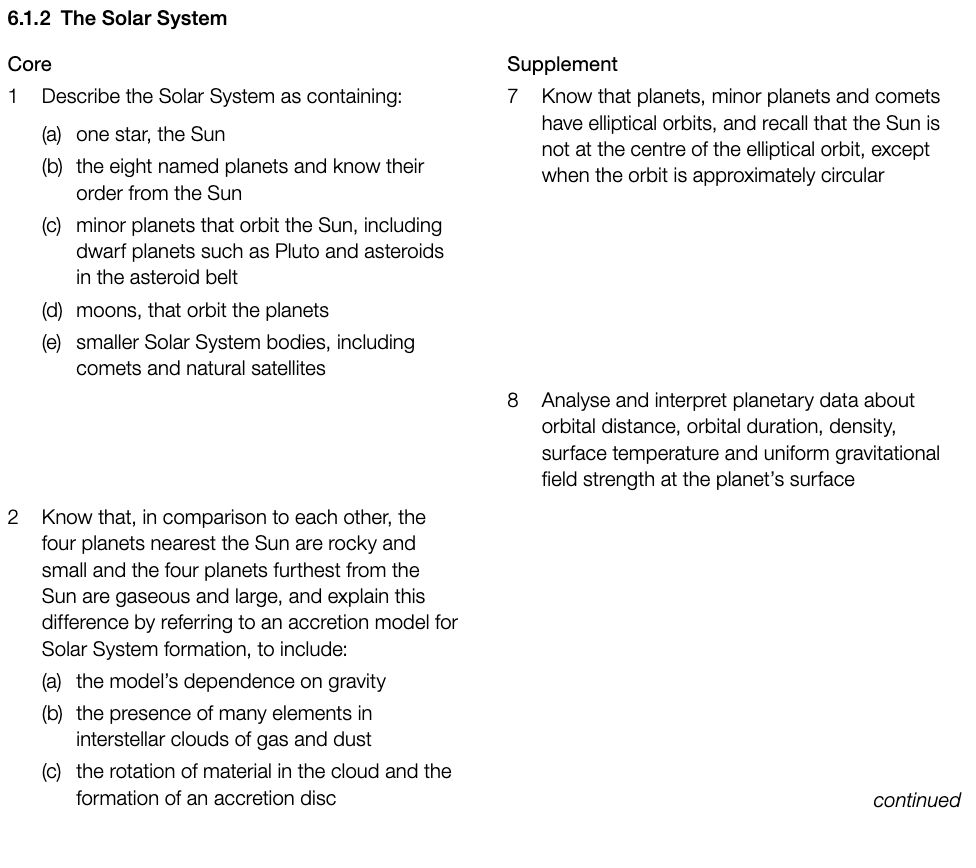 6.1.2 The Solar System
Core
1 Describe the Solar System as containing:
(a) one star, the Sun
(b) the eight named planets and know their
order from the Sun
(c) minor planets that orbit the Sun, including
dwarf planets such as Pluto and asteroids
in the asteroid belt
(d) moons, that orbit the planets
(e) smaller Solar System bodies, including
comets and natural satellites
2 Know that, in comparison to each other, the
four planets nearest the Sun are rocky and
small and the four planets furthest from the
Sun are gaseous and large, and explain this
difference by referring to an accretion model for
Solar System formation, to include:
(a) the model's dependence on gravity
(b) the presence of many elements in
interstellar clouds of gas and dust
(c) the rotation of material in the cloud and the
formation of an accretion disc
Supplement
7 Know that planets, minor planets and comets
have elliptical orbits, and recall that the Sun is
not at the centre of the elliptical orbit, except
when the orbit is approximately circular
8 Analyse and interpret planetary data about
orbital distance, orbital duration, density,
surface temperature and uniform gravitational
field strength at the planet's surface
continued